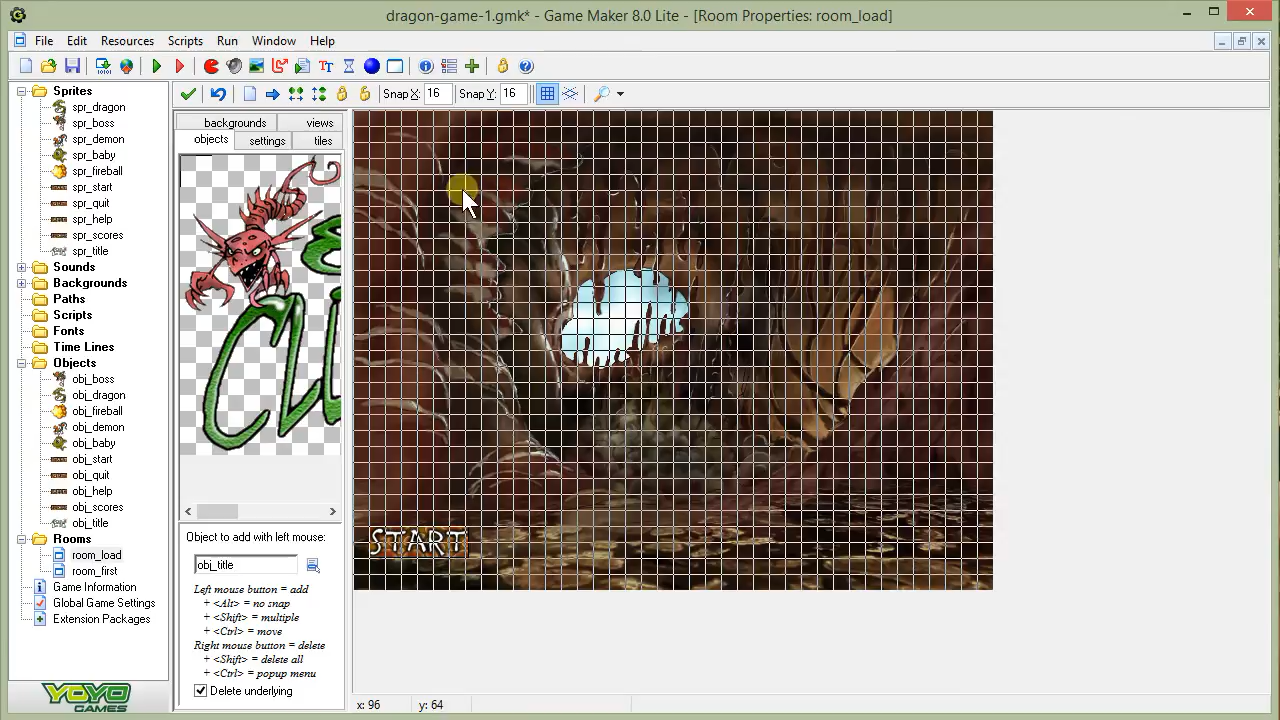 dragon-game-1.gmk* - Game Maker 8.0 Lite - [Room Properties: room_load]
File Edit Resources Scripts Run Window Help
Snap X: 16 Snap Y: 16
Sprites
spr_dragon
spr_boss
spr_demon
spr_baby
spr_fireball
spr_start
spr_quit
spr_help
spr_scores
spr_title
Sounds
Backgrounds
Paths
Scripts
Fonts
Time Lines
Objects
obj_boss
obj_dragon
obj_fireball
obj_demon
obj_baby
obj_start
obj_quit
obj_help
obj_scores
obj_title
Rooms
room_load
room_first
Game Information
Global Game Settings
Extension Packages
YOYO
GAMES
backgrounds views
objects settings tiles
Object to add with left mouse:
obj_title
Left mouse button = add
+ <Alt> = no snap
+ <Shift> = multiple
+ <Ctrl> = move
Right mouse button = delete
+ <Shift> = delete all
+ <Ctrl> = popup menu
Delete underlying
START
x: 96 y: 64